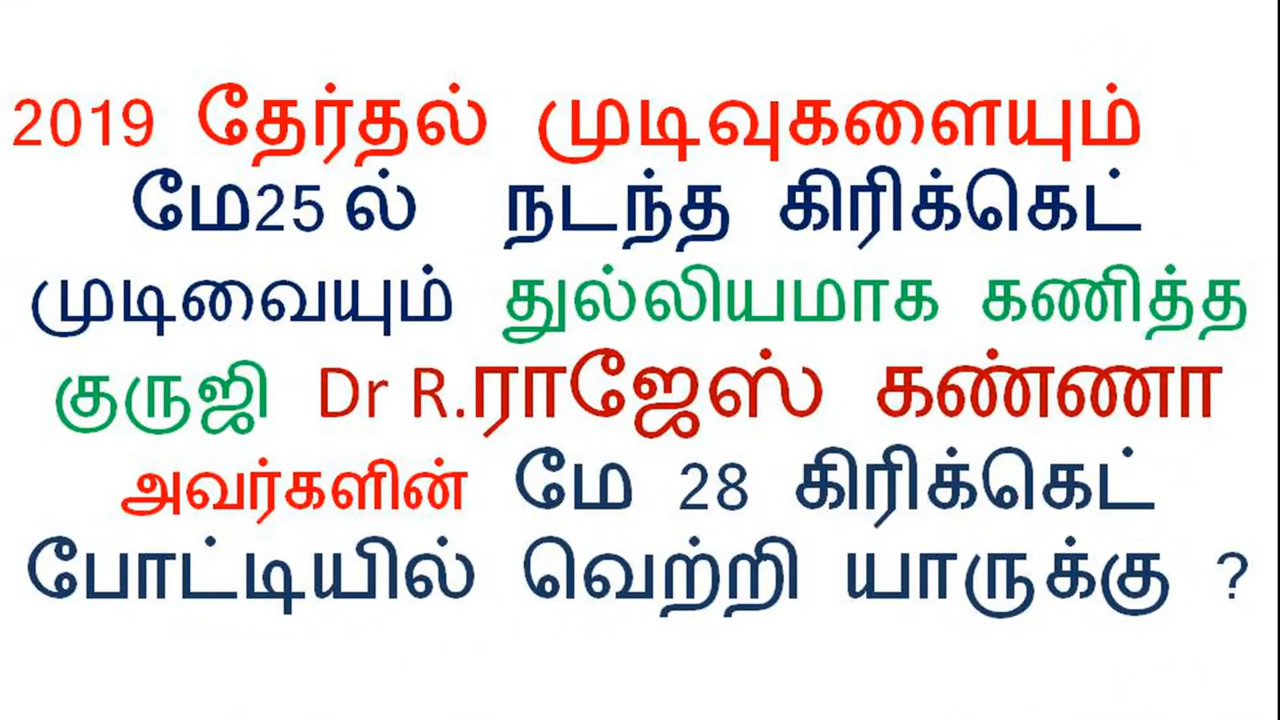 2019 தேர்தல் முடிவுகளையும்
மே25 ல் நடந்த கிரிக்கெட்
முடிவையும் துல்லியமாக கணித்த
குருஜி Dr R.ராஜேஸ் கண்ணா
அவர்களின் மே 28 கிரிக்கெட்
போட்டியில் வெற்றி யாருக்கு ?